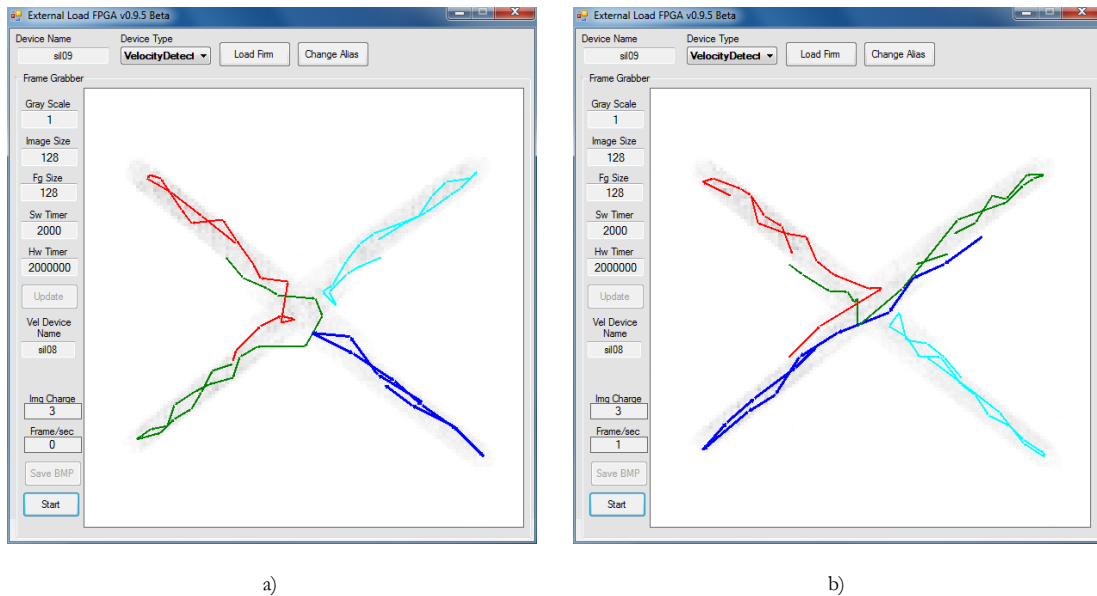 External Load FPGA v0.9.5 Beta
Device Name
Device Type
sil09
VelocityDetecl
Load Firm
Change Alias
Frame Grabber
Gray Scale
1
Image Size
128
Fg Size
128
Sw Timer
2000
Hw Timer
2000000
Update
Vel Device
Name
sil08
Img Charge
3
Frame/sec
0
Save BMP
Start
a)
External Load FPGA v0.9.5 Beta
Device Name
Device Type
sil09
VelocityDetecl
Load Firm
Change Alias
Frame Grabber
Gray Scale
1
Image Size
128
Fg Size
128
Sw Timer
2000
Hw Timer
2000000
Update
Vel Device
Name
sil08
Img Charge
3
Frame/sec
1
Save BMP
Start
b)